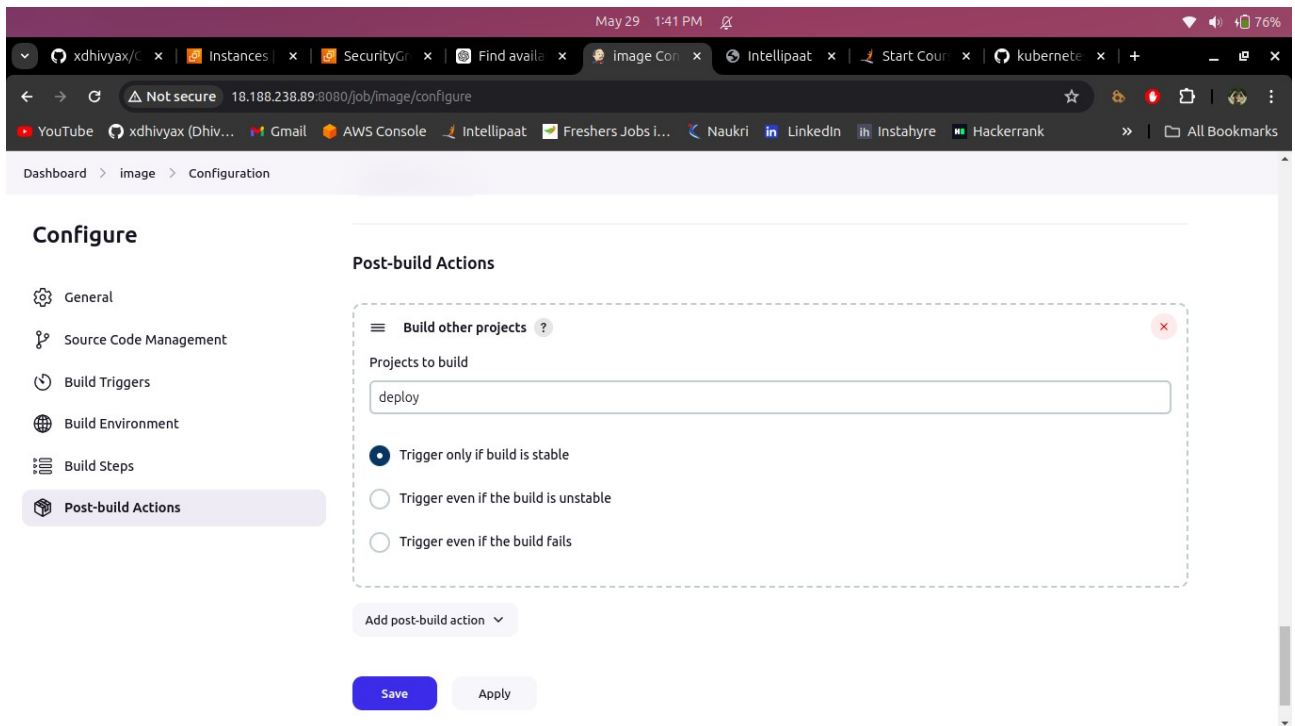 May 29 1:41 PM 76%
xdhivyax/C Instances SecurityGr Find availa image Con Intellipaat Start Cour kubernete
Not secure 18.188.238.89:8080/job/image/configure
YouTube xdhivyax (Dhiv... Gmail AWS Console Intellipaat Freshers Jobs i... Naukri LinkedIn Instahyre Hackerrank » All Bookmarks
Dashboard > image > Configuration
Configure
General
Source Code Management
Build Triggers
Build Environment
Build Steps
Post-build Actions
Post-build Actions
Build other projects ?
Projects to build
deploy
Trigger only if build is stable
Trigger even if the build is unstable
Trigger even if the build fails
Add post-build action
Save Apply